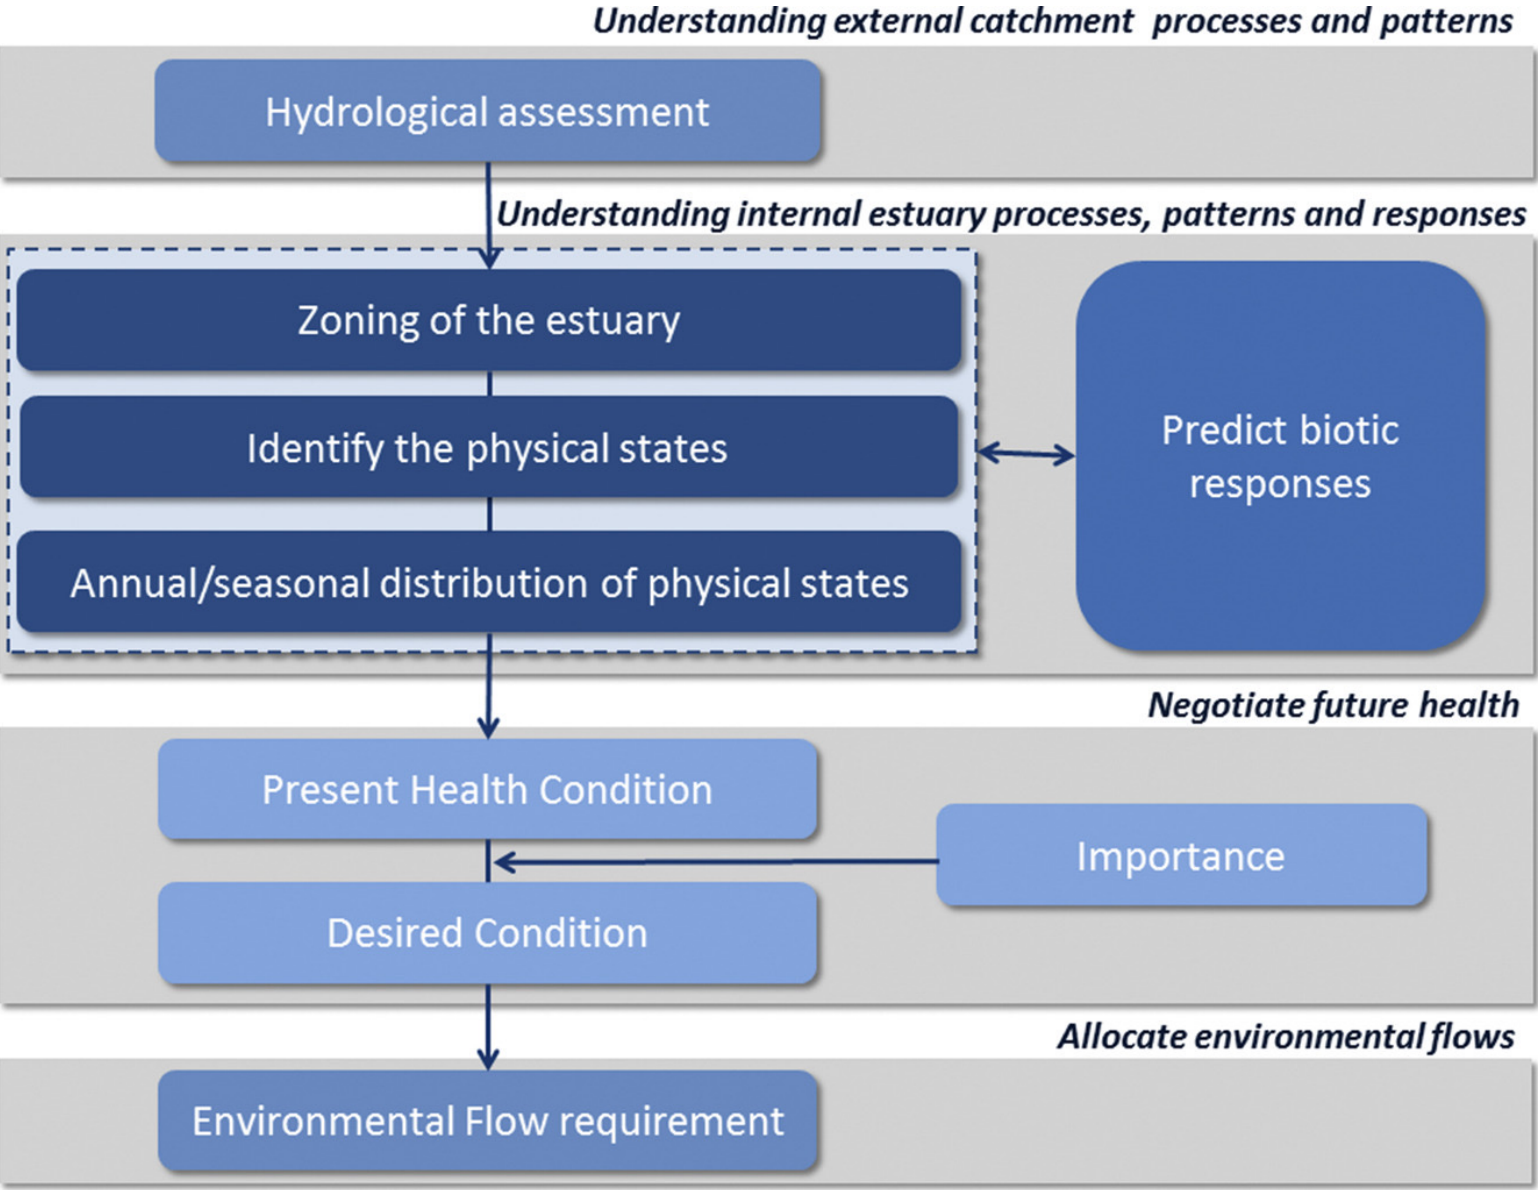 Understanding external catchment processes and patterns
Hydrological assessment
Understanding internal estuary processes, patterns and responses
Zoning of the estuary
Identify the physical states
Annual/seasonal distribution of physical states
Predict biotic
responses
Negotiate future health
Present Health Condition
Importance
Desired Condition
Allocate environmental flows
Environmental Flow requirement